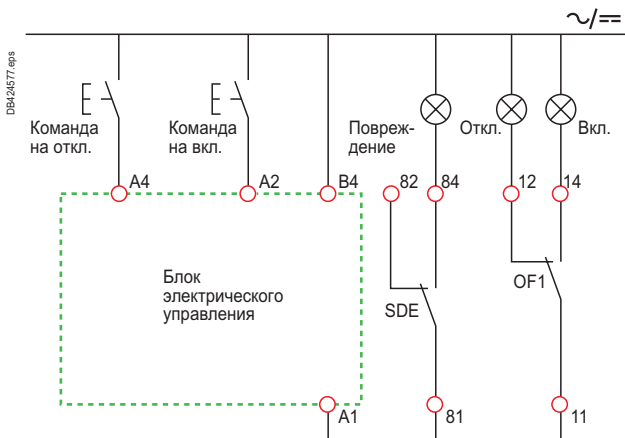 ∼/==
DB424577.eps
Команда
на откл.
Команда
на вкл.
Повреж-
дение
Откл.
Вкл.
A4
A2
B4
82
84
12
14
Блок
электрического
управления
SDE
OF1
A1
81
11